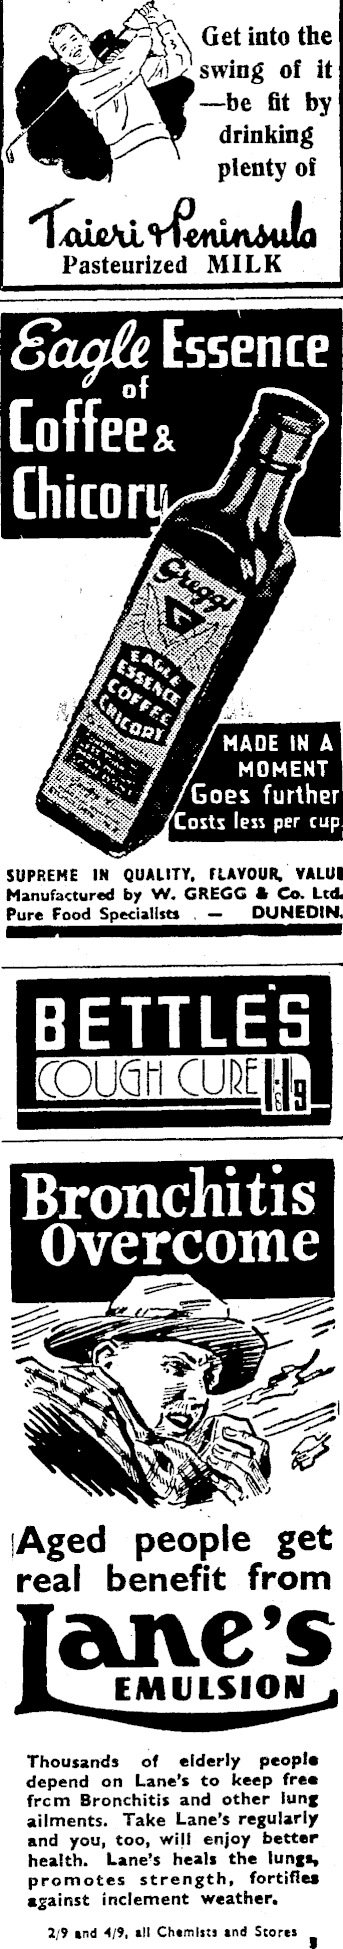 Get into the
swing of it
—be fit by
drinking
plenty of
Taieri & Peninsula
Pasteurized MILK
Eagle Essence
of
Coffee &
Chicory
Greggs
G
EAGLE
ESSENCE
COFFEE
CHICORY
MADE IN A
MOMENT
Goes further
Costs less per cup
SUPREME IN QUALITY, FLAVOUR, VALUE
Manufactured by W. GREGG & Co. Ltd.
Pure Food Specialists — DUNEDIN.
BETTLE'S
COUGH CURE 1/6 1/9
Bronchitis
Overcome
Aged people get
real benefit from
Lane's
EMULSION
Thousands of elderly people
depend on Lane's to keep free
frcm Bronchitis and other lung
ailments. Take Lane's regularly
and you, too, will enjoy better
health. Lane's heals the lungs,
promotes strength, fortifies
against inclement weather.
2/9 and 4/9, all Chemists and Stores